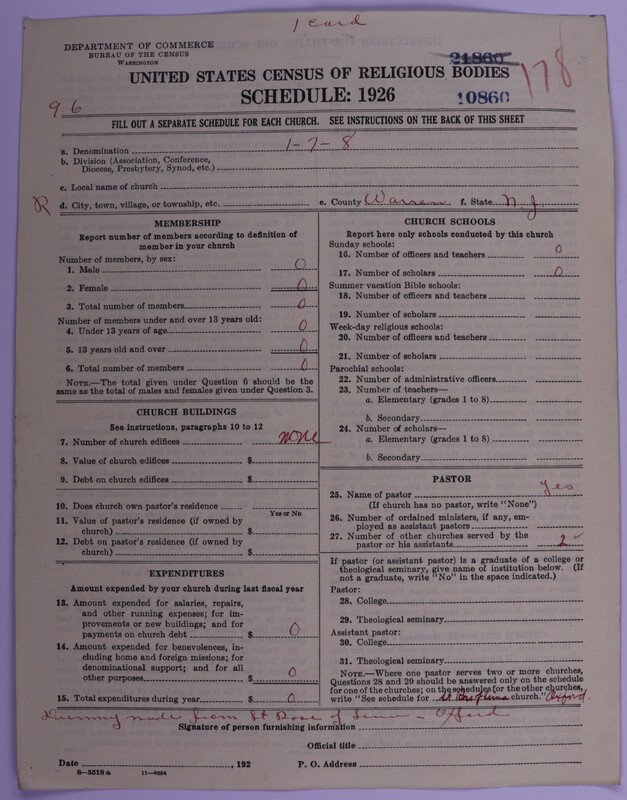 1 card
DEPARTMENT OF COMMERCE
BUREAU OF THE CENSUS
WASHINGTON
21860
178
UNITED STATES CENSUS OF RELIGIOUS BODIES
SCHEDULE: 1926
10860
96
FILL OUT A SEPARATE SCHEDULE FOR EACH CHURCH. SEE INSTRUCTIONS ON THE BACK OF THIS SHEET
a. Denomination 1-7-8
b. Division (Association, Conference,
Diocese, Presbytery, Synod, etc.)
c. Local name of church
R d. City, town, village, or township, etc. e. County Warren f. State N.J.
MEMBERSHIP
Report number of members according to definition of
member in your church
Number of members, by sex:
1. Male 0
2. Female 0
3. Total number of members 0
Number of members under and over 13 years old:
4. Under 13 years of age 0
5. 13 years old and over 0
6. Total number of members 0
NOTE.—The total given under Question 6 should be
same as the total of males and females given under Question 3.
CHURCH BUILDINGS
See instructions, paragraphs 10 to 12
7. Number of church edifices none
8. Value of church edifices $
9. Debt on church edifices $
10. Does church own pastor's residence
Yes or No
11. Value of pastor's residence (if owned by
church) $
12. Debt on pastor's residence (if owned by
church) $
EXPENDITURES
Amount expended by your church during last fiscal year
13. Amount expended for salaries, repairs,
and other running expenses; for im-
provements or new buildings; and for
payments on church debt $ 0
14. Amount expended for benevolences, in-
cluding home and foreign missions; for
denominational support; and for all
other purposes $ 0
15. Total expenditures during year $ 0
CHURCH SCHOOLS
Report here only schools conducted by this church
Sunday schools:
16. Number of officers and teachers 0
17. Number of scholars 0
Summer vacation Bible schools:
18. Number of officers and teachers
19. Number of scholars
Week-day religious schools:
20. Number of officers and teachers
21. Number of scholars
Parochial schools:
22. Number of administrative officers
23. Number of teachers—
a. Elementary (grades 1 to 8)
b. Secondary
24. Number of scholars—
a. Elementary (grades 1 to 8)
b. Secondary
PASTOR
25. Name of pastor Yes
(If church has no pastor, write "None")
26. Number of ordained ministers, if any, em-
ployed as assistant pastors
27. Number of other churches served by the
pastor or his assistants 2
If pastor (or assistant pastor) is a graduate of a college or
theological seminary, give name of institution below. (If
not a graduate, write "No" in the space indicated.)
Pastor:
28. College
29. Theological seminary
Assistant pastor:
30. College
31. Theological seminary
NOTE.—Where one pastor serves two or more churches,
Questions 28 and 29 should be answered only on the schedule
for one of the churches; on the schedules for the other churches,
write "See schedule for St. church." Oxford.
Dummy made from St Rose of Lima - Oxford
Signature of person furnishing information
Official title
Date , 192 P. O. Address
8—5518 a 11—9054